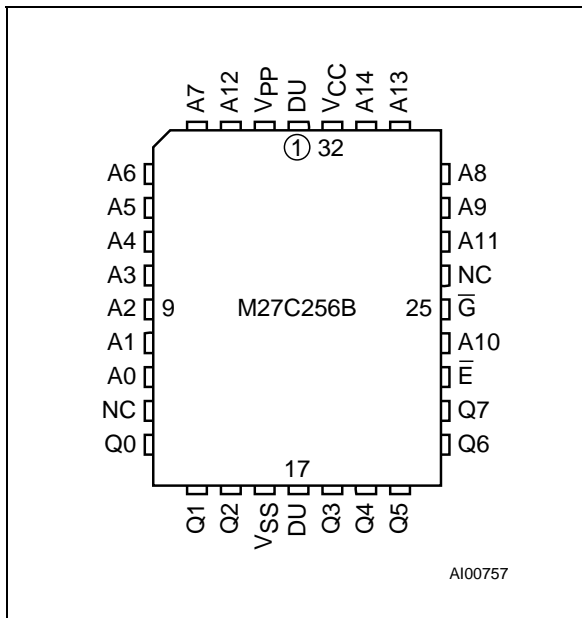 A7 A12 VPP DU VCC A14 A13
① 32
A6 A8
A5 A9
A4 A11
A3 NC
A2 9 M27C256B 25 G̅
A1 A10
A0 E̅
NC Q7
Q0 Q6
17
Q1 Q2 VSS DU Q3 Q4 Q5
AI00757